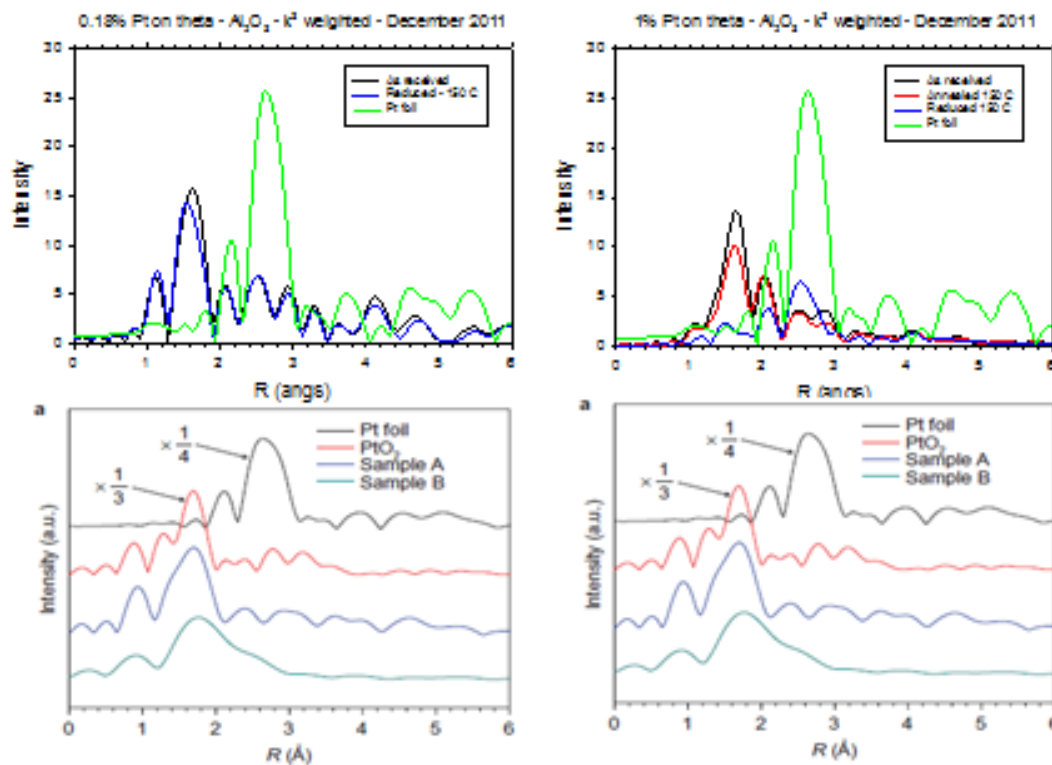 0.18% Pt on theta - Al₂O₃ - k² weighted - December 2011
30
25
20
15
10
5
0
Intensity
As received
Reduced - 150 C
Pt foil
0 1 2 3 4 5 6
R (angs)
1% Pt on theta - Al₂O₃ - k² weighted - December 2011
30
25
20
15
10
5
0
Intensity
As received
Annealed 150 C
Reduced 150 C
Pt foil
0 1 2 3 4 5 6
R (angs)
a
× 1/4
× 1/3
Pt foil
PtO₂
Sample A
Sample B
Intensity (a.u.)
0 1 2 3 4 5 6
R (Å)
a
× 1/4
× 1/3
Pt foil
PtO₂
Sample A
Sample B
Intensity (a.u.)
0 1 2 3 4 5 6
R (Å)